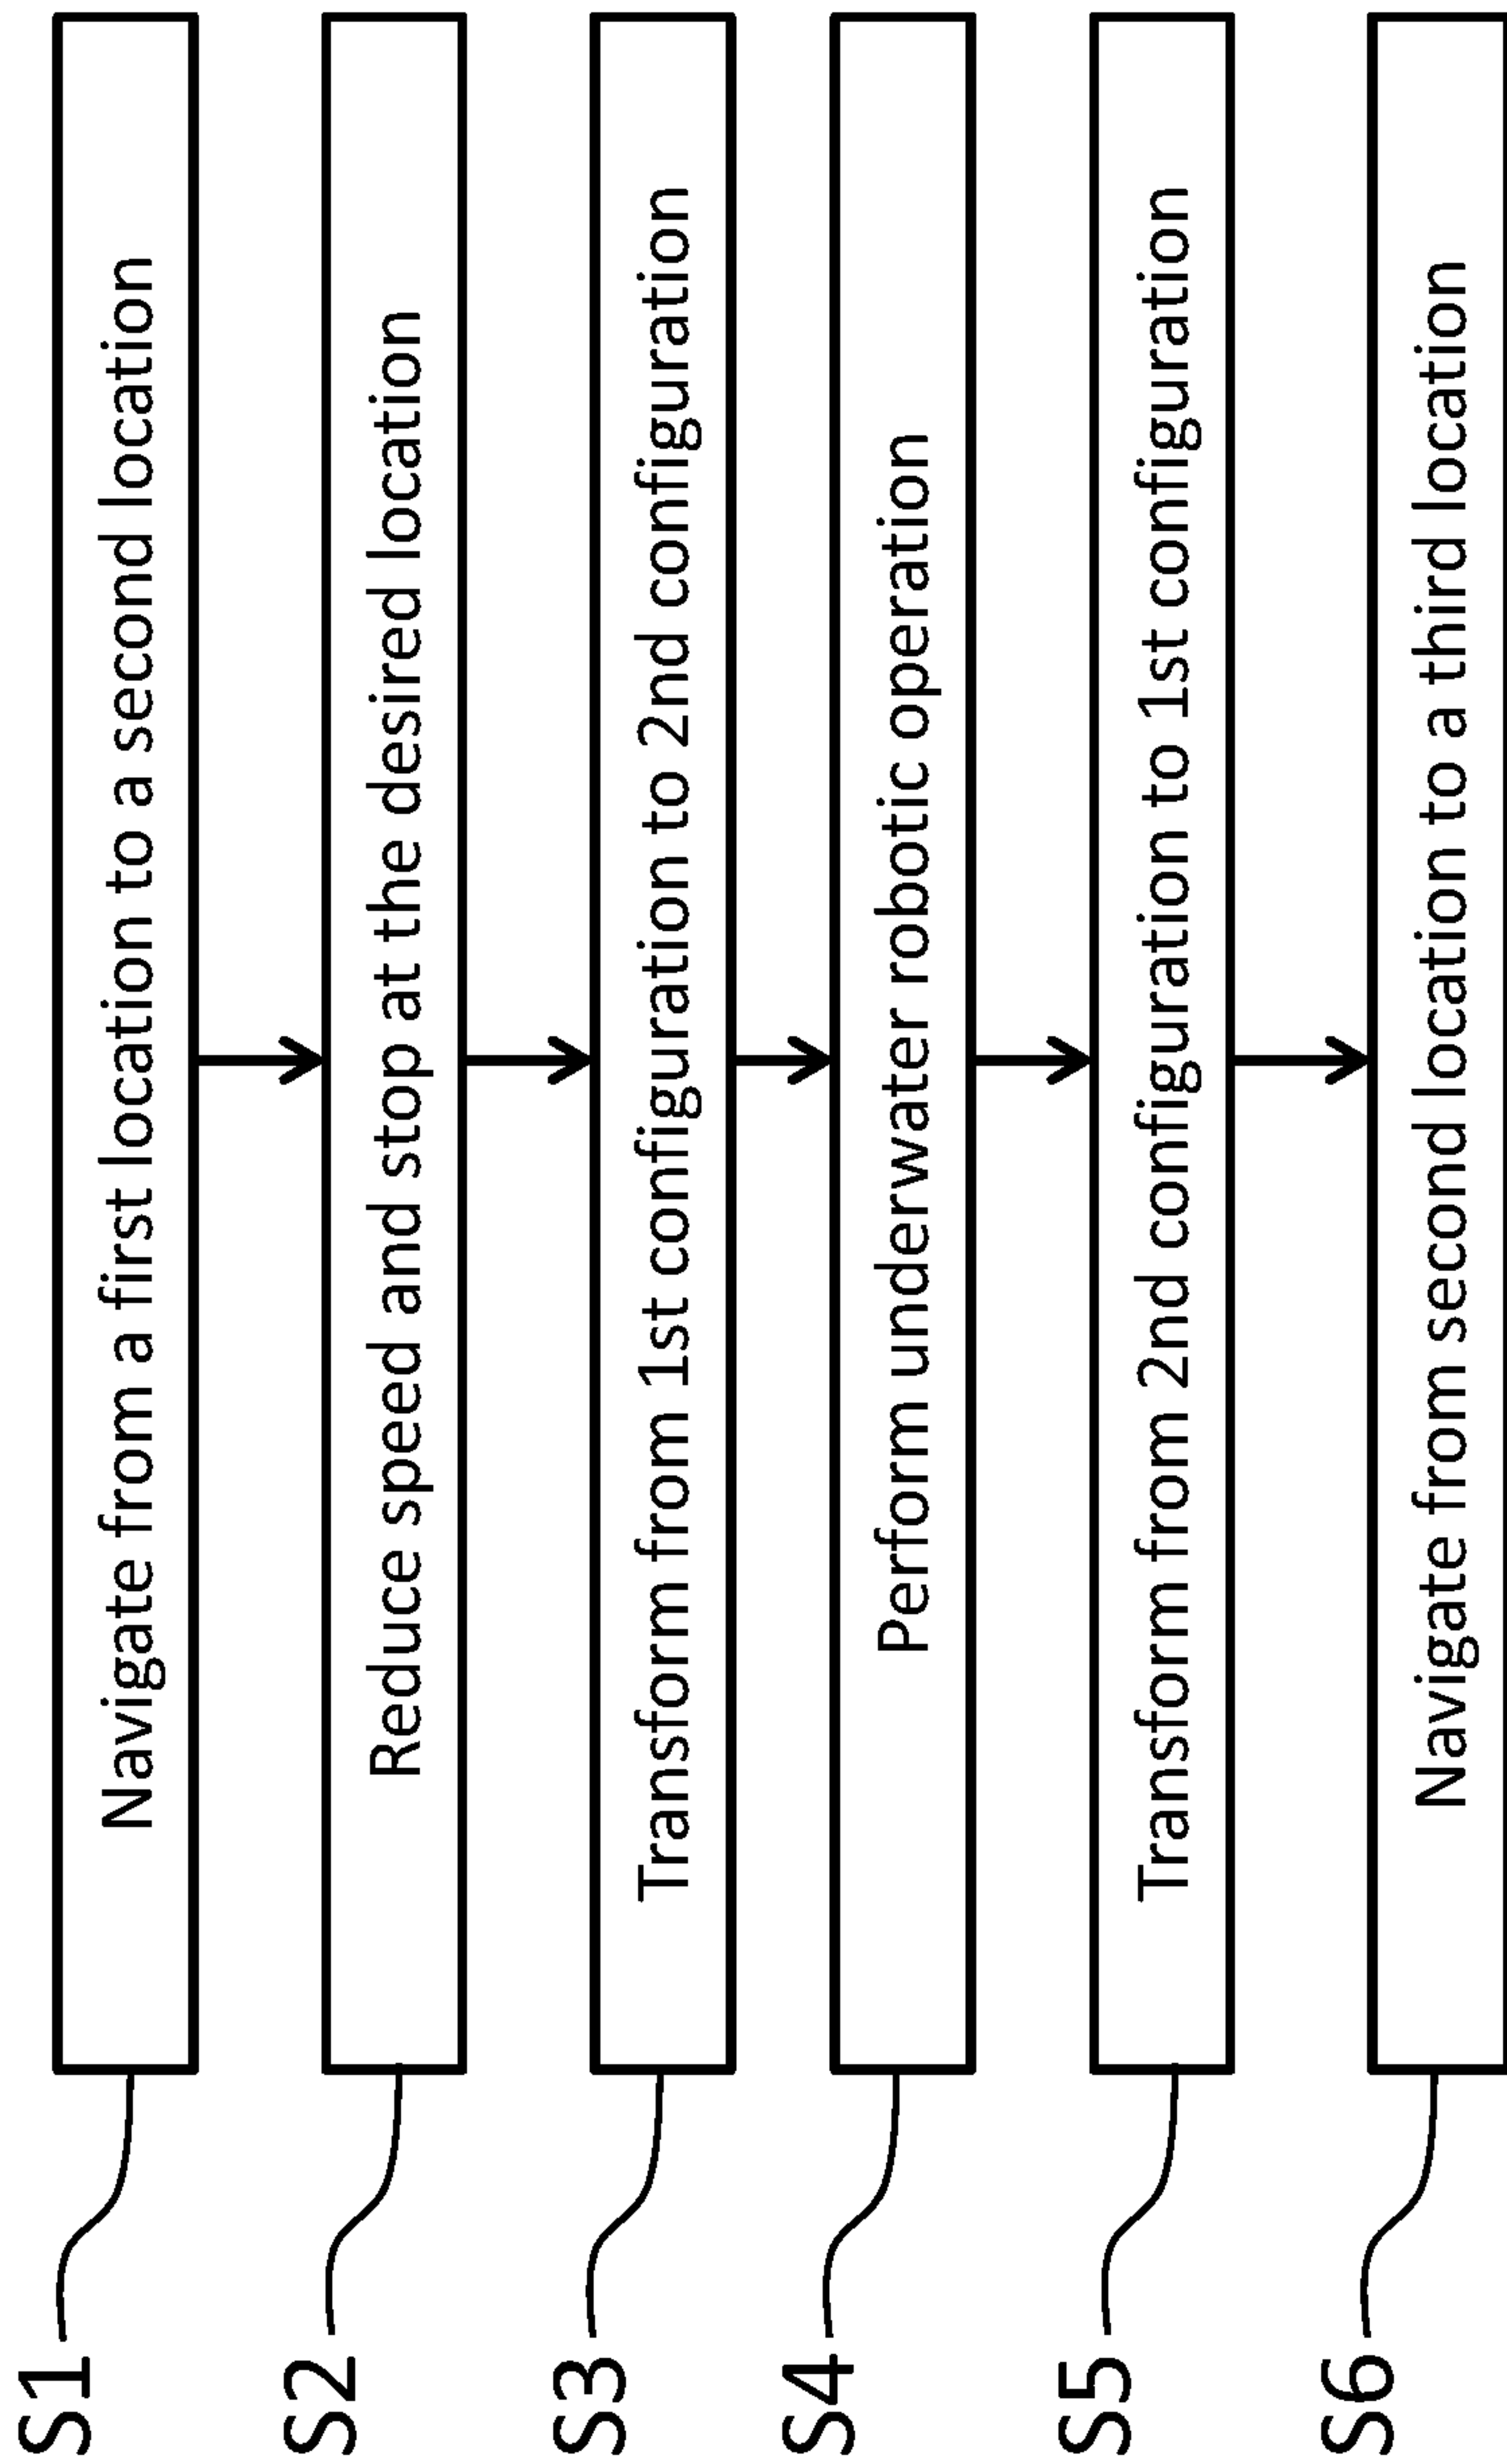 S1
Navigate from a first location to a second location
S2
Reduce speed and stop at the desired location
S3
Transform from 1st configuration to 2nd configuration
S4
Perform underwater robotic operation
S5
Transform from 2nd configuration to 1st configuration
S6
Navigate from second location to a third location